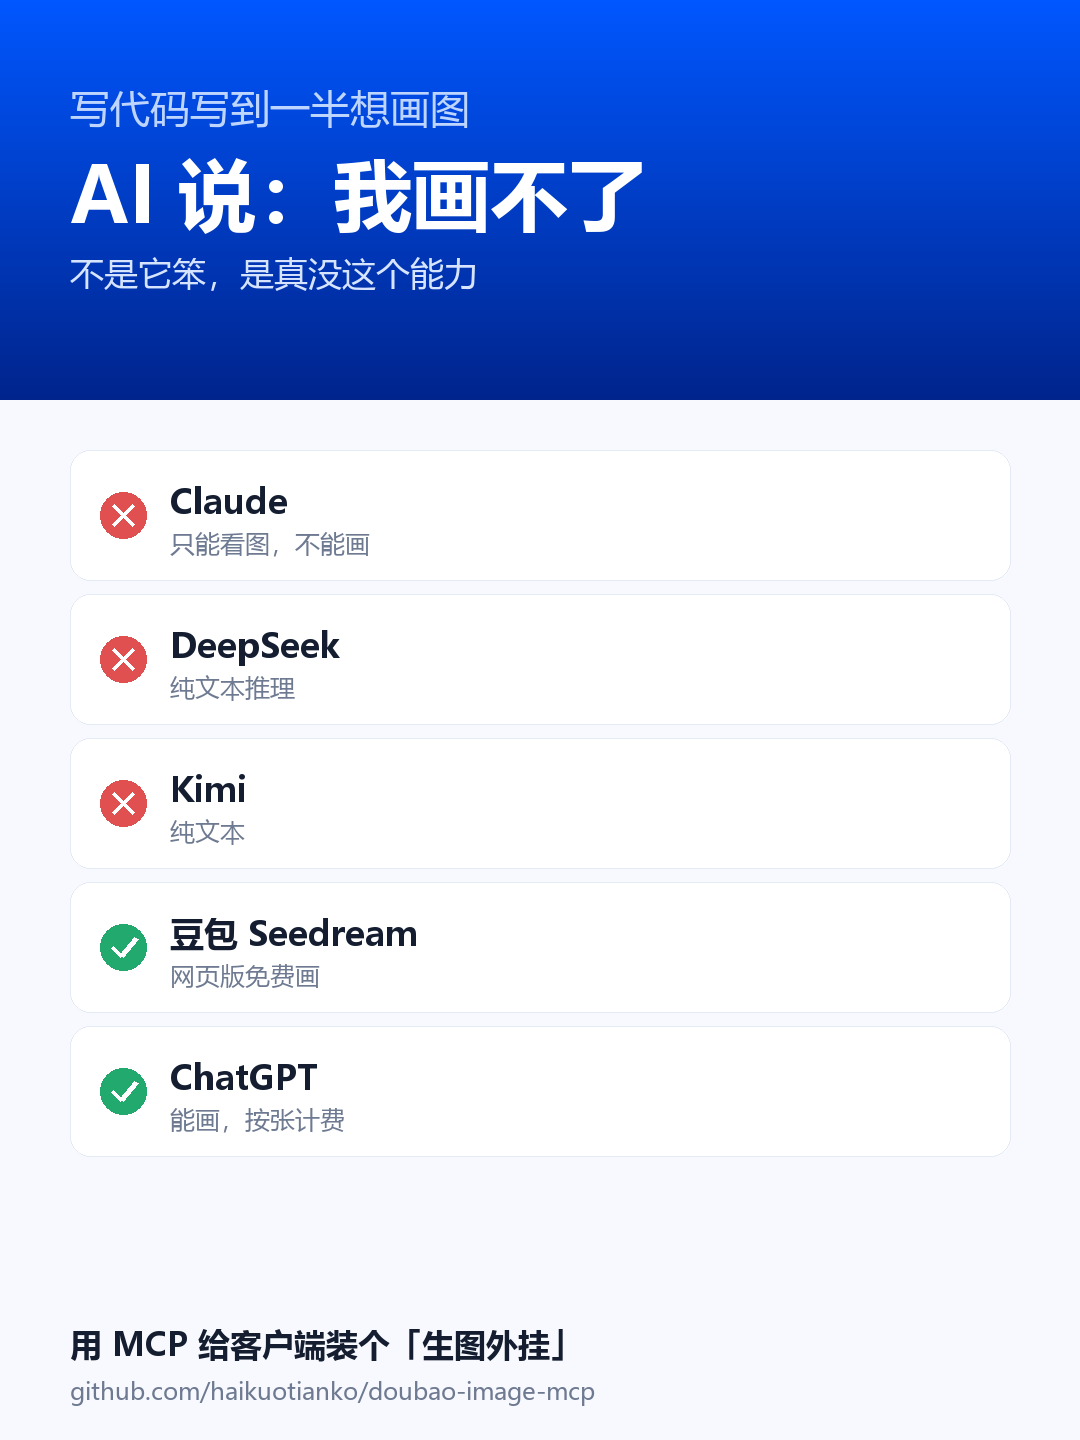 写代码写到一半想画图
AI 说：我画不了
不是它笨，是真没这个能力
Claude
只能看图，不能画
DeepSeek
纯文本推理
Kimi
纯文本
豆包 Seedream
网页版免费画
ChatGPT
能画，按张计费
用 MCP 给客户端装个「生图外挂」
github.com/haikuotianko/doubao-image-mcp